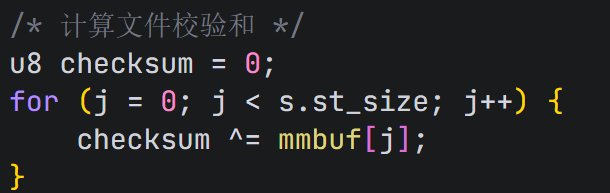 /* 计算文件校验和 */
u8 checksum = 0;
for (j = 0; j < s.st_size; j++) {
    checksum ^= mmbuf[j];
}